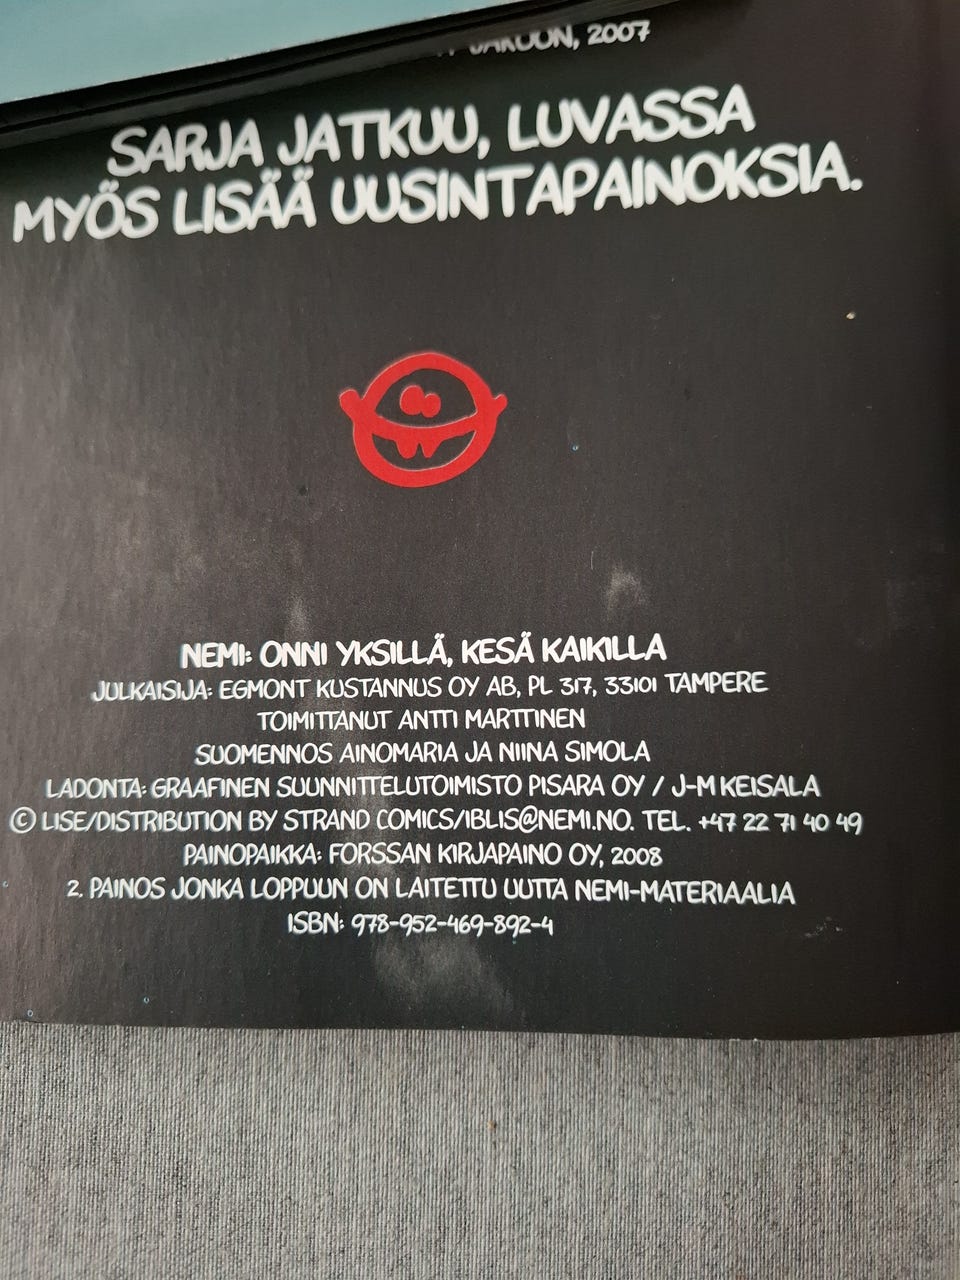 JAKOON, 2007
SARJA JATKUU, LUVASSA
MYÖS LISÄÄ UUSINTAPAINOKSIA.
NEMI: ONNI YKSILLÄ, KESÄ KAIKILLA
JULKAISIJA: EGMONT KUSTANNUS OY AB, PL 317, 33101 TAMPERE
TOIMITTANUT ANTTI MARTTINEN
SUOMENNOS AINOMARIA JA NIINA SIMOLA
LADONTA: GRAAFINEN SUUNNITTELUTOIMISTO PISARA OY / J-M KEISALA
© LISE/DISTRIBUTION BY STRAND COMICS/IBLIS@NEMI.NO. TEL. +47 22 71 40 49
PAINOPAIKKA: FORSSAN KIRJAPAINO OY, 2008
2. PAINOS JONKA LOPPUUN ON LAITETTU UUTTA NEMI-MATERIAALIA
ISBN: 978-952-469-892-4